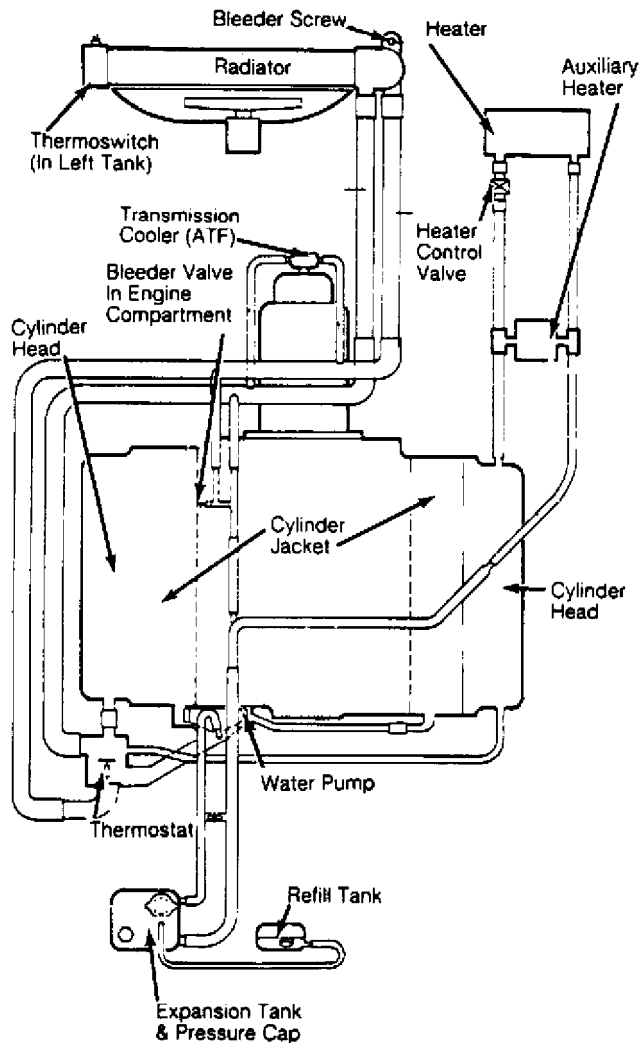 Bleeder Screw
Heater
Radiator
Auxiliary
Heater
Thermoswitch
(In Left Tank)
Transmission
Cooler (ATF)
Heater
Control
Valve
Bleeder Valve
In Engine
Compartment
Cylinder
Head
Cylinder
Jacket
Cylinder
Head
Water Pump
Thermostat
Refill Tank
Expansion Tank
& Pressure Cap